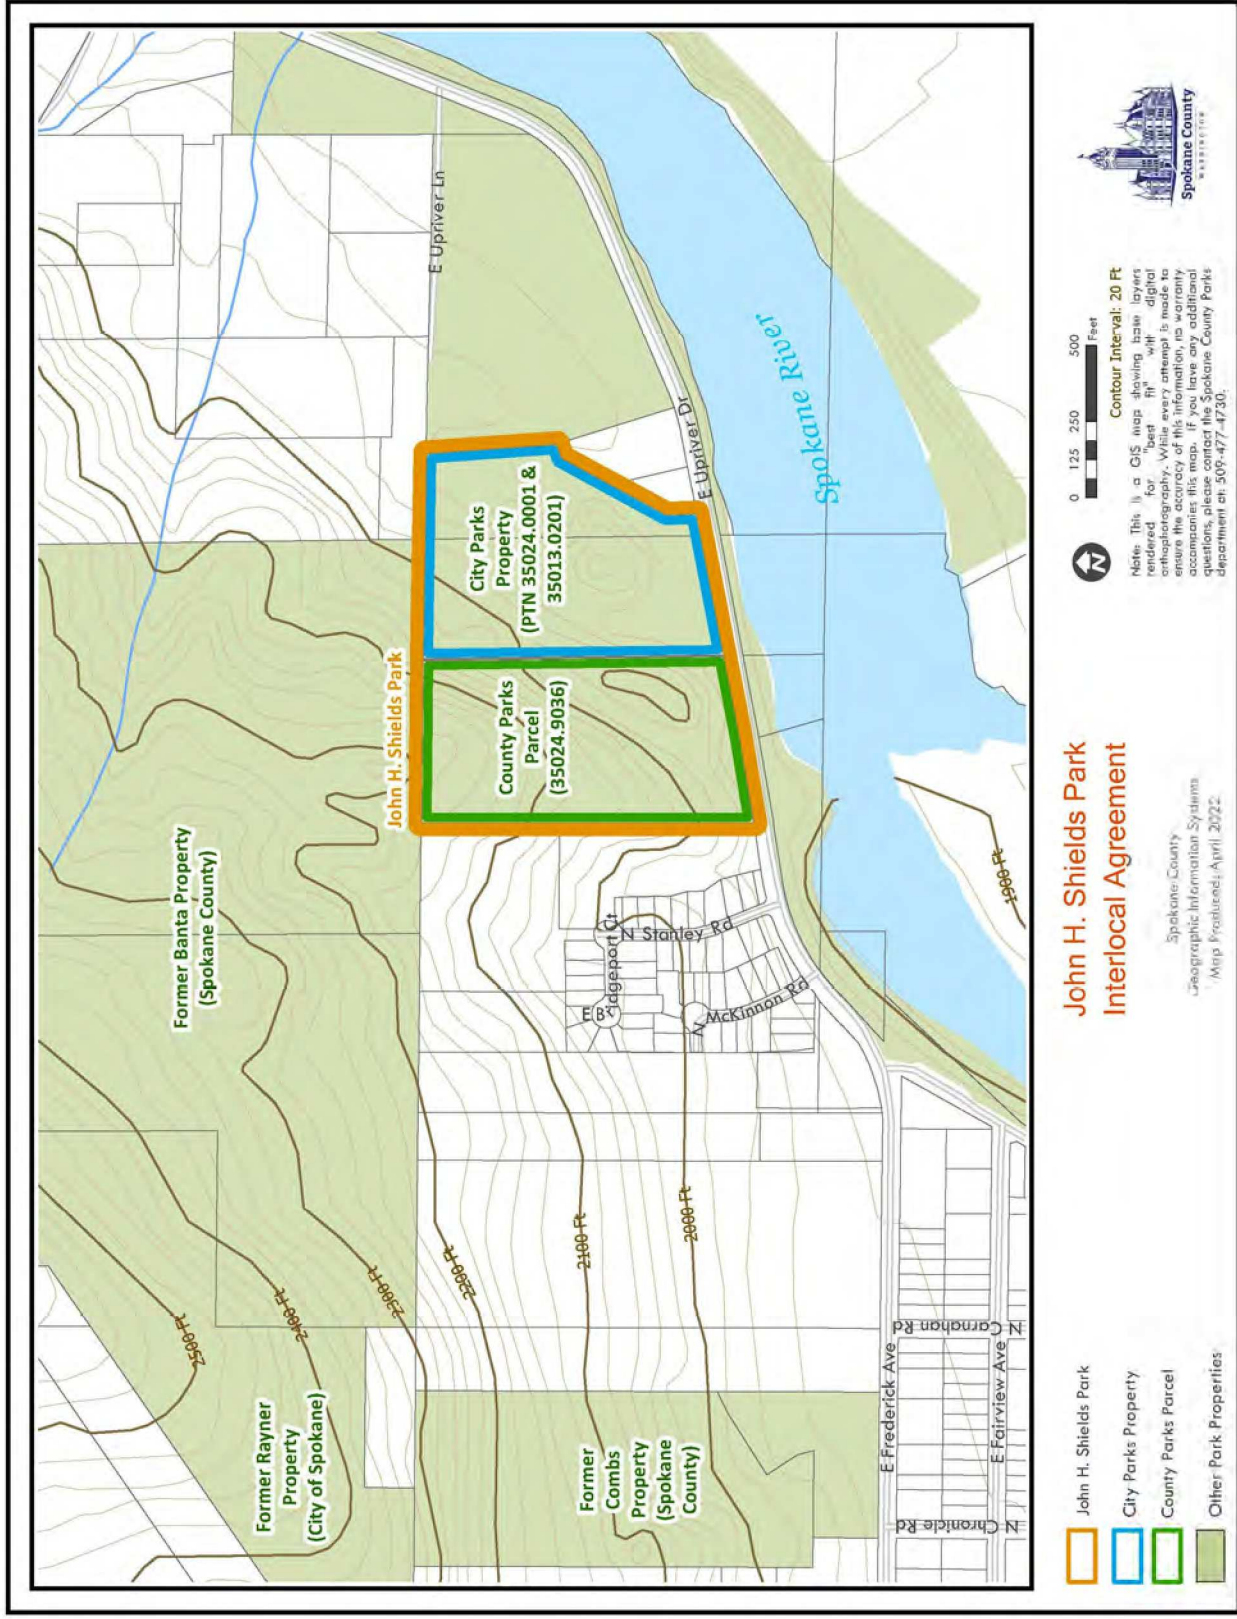 Former Banta Property
(Spokane County)
Former Rayner
Property
(City of Spokane)
Former
Combs
Property
(Spokane
County)
John H. Shields Park
County Parks
Parcel
(35024.9036)
City Parks
Property
(PTN 35024.0001 &
35013.0201)
2500 Ft
2400 Ft
2300 Ft
2200 Ft
2100 Ft
2000 Ft
1900 Ft
E Upriver Ln
E Upriver Dr
Spokane River
N Stanley Rd
N McKinnon Rd
E Frederick Ave
E Fairview Ave
N Carnahan Rd
N Chronicle Rd
John H. Shields Park
City Parks Property
County Parks Parcel
Other Park Properties
John H. Shields Park
Interlocal Agreement
Spokane County
Geographic Information Systems
Map Produced: April 2022
N
0 125 250 500
Feet
Contour Interval: 20 Ft
Note: This is a GIS map showing base layers
rendered for "best fit" with digital
orthophotography. While every attempt is made to
ensure the accuracy of this information, no warranty
accompanies this map. If you have any additional
questions, please contact the Spokane County Parks
department at: 509-477-4730.
Spokane County
WASHINGTON